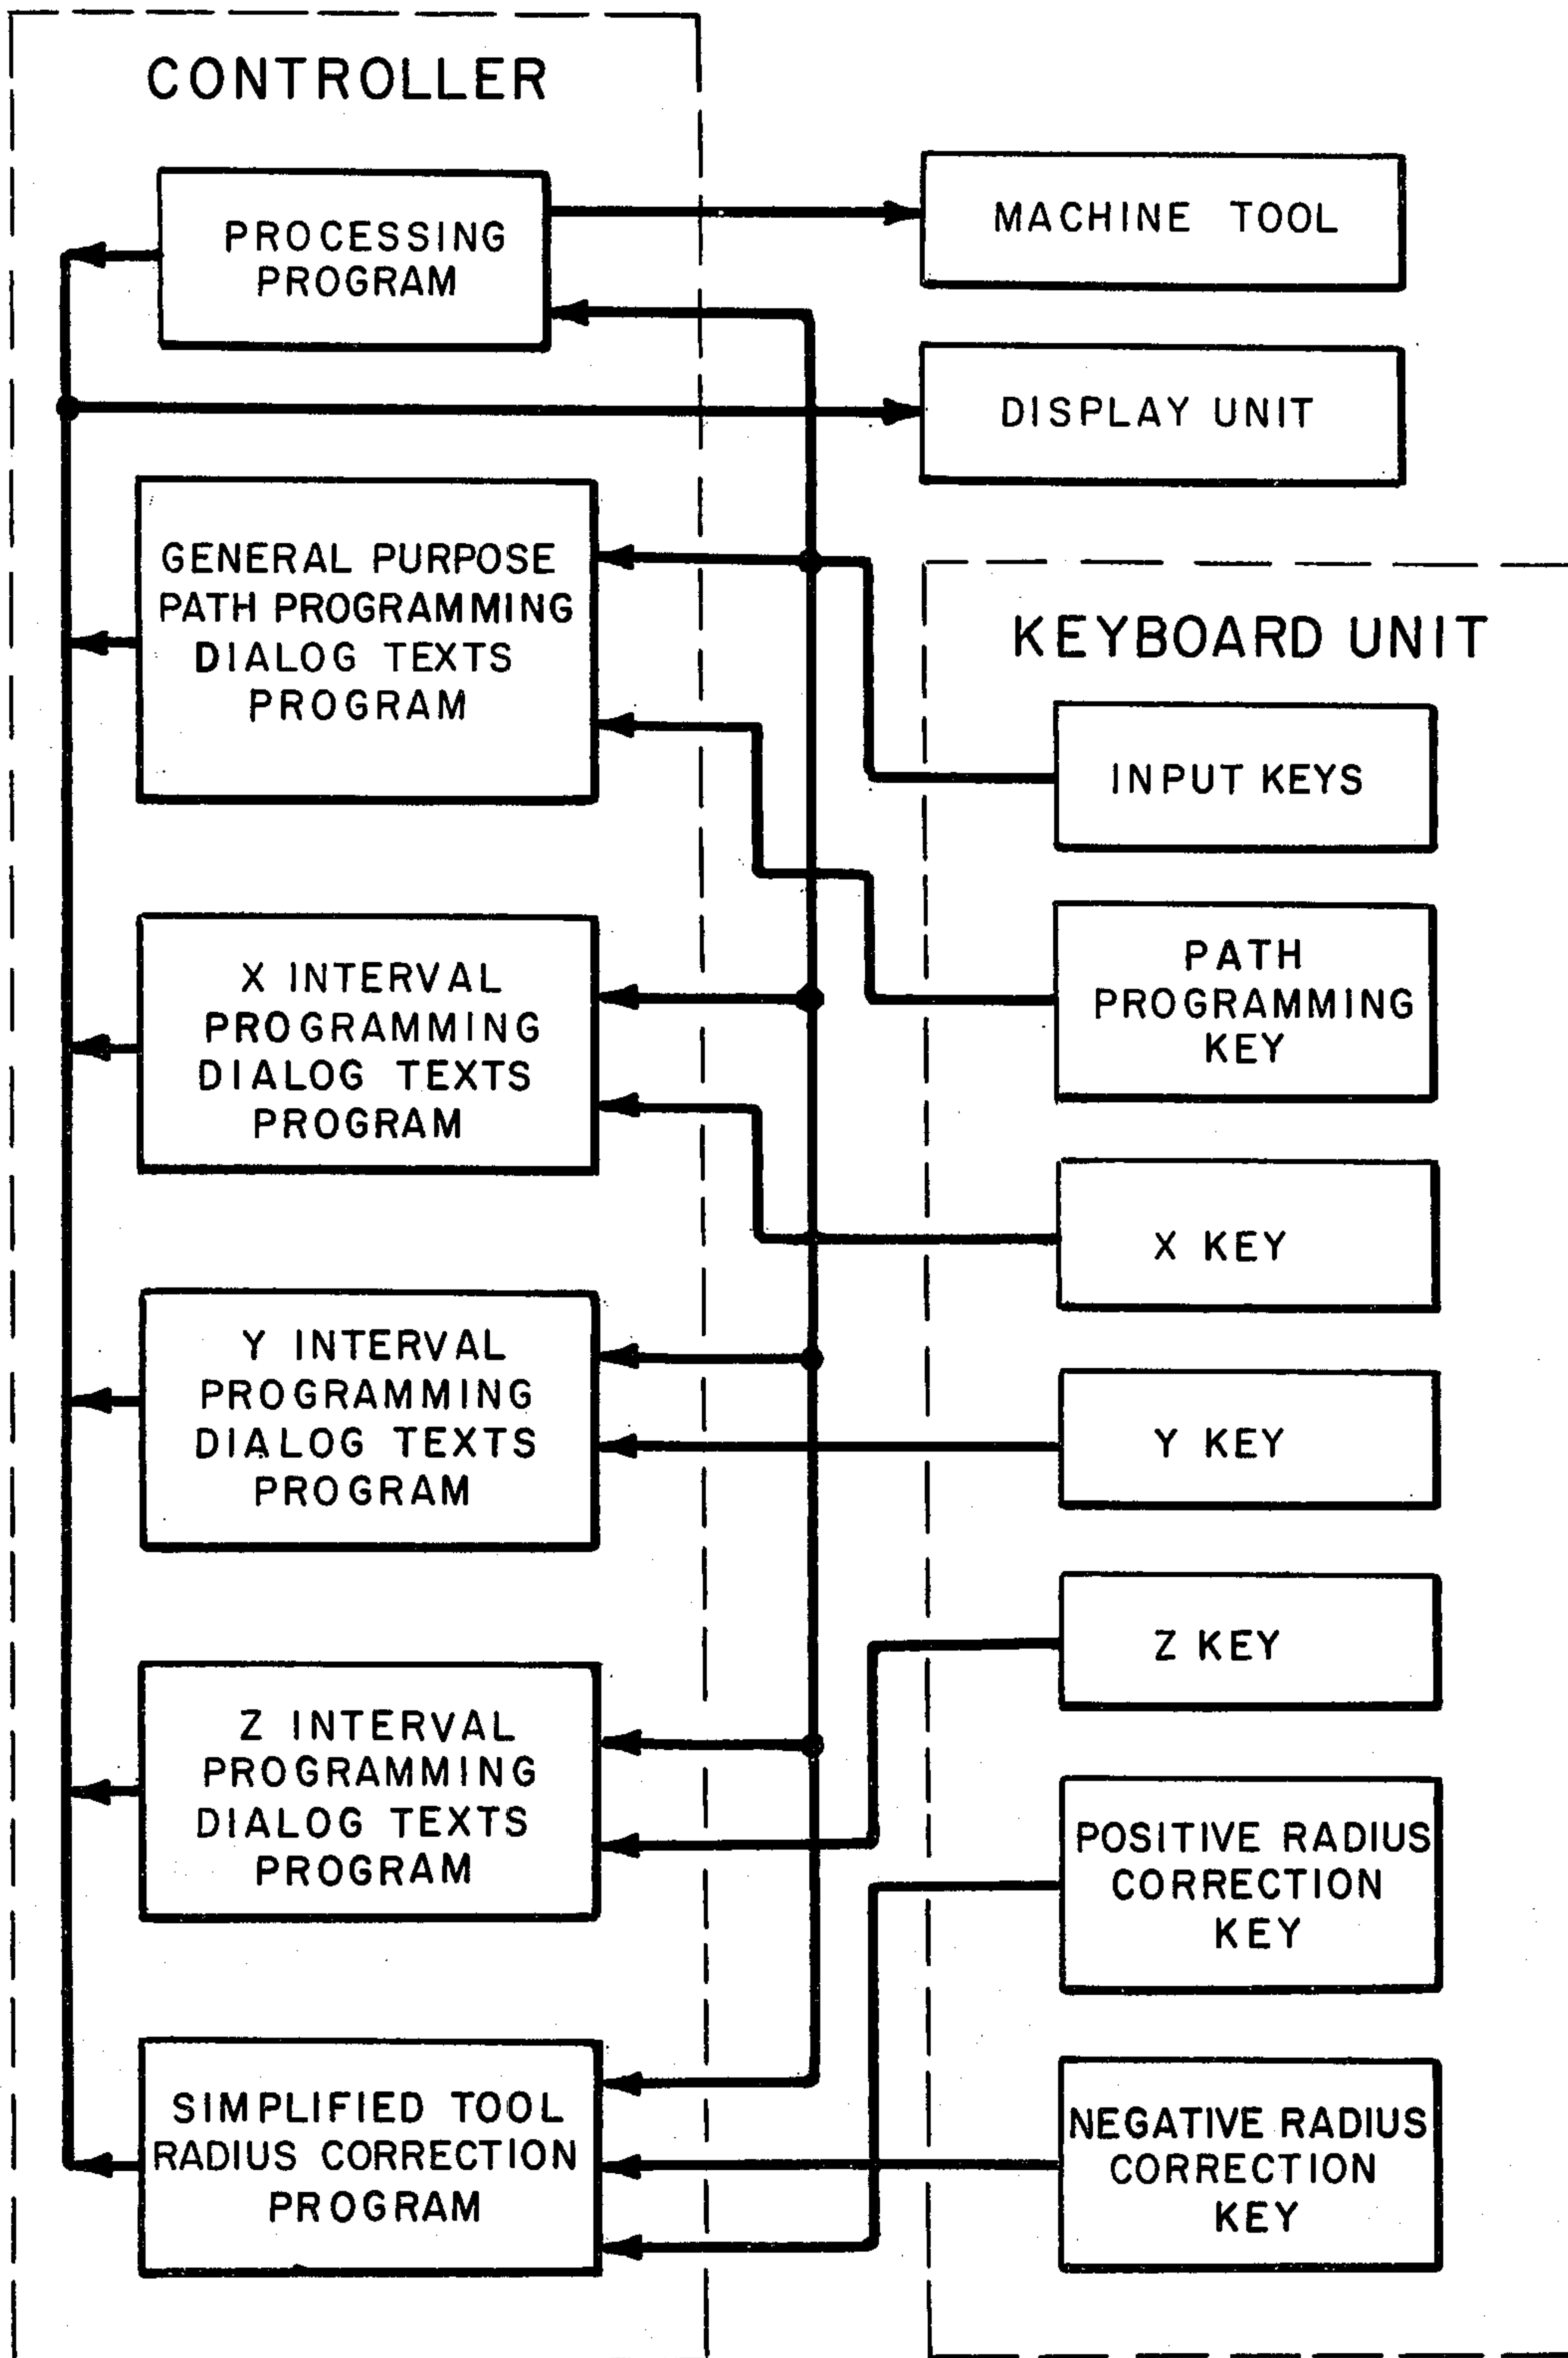 CONTROLLER
PROCESSING
PROGRAM
MACHINE TOOL
DISPLAY UNIT
GENERAL PURPOSE
PATH PROGRAMMING
DIALOG TEXTS
PROGRAM
KEYBOARD UNIT
INPUT KEYS
PATH
PROGRAMMING
KEY
X INTERVAL
PROGRAMMING
DIALOG TEXTS
PROGRAM
X KEY
Y INTERVAL
PROGRAMMING
DIALOG TEXTS
PROGRAM
Y KEY
Z KEY
Z INTERVAL
PROGRAMMING
DIALOG TEXTS
PROGRAM
POSITIVE RADIUS
CORRECTION
KEY
SIMPLIFIED TOOL
RADIUS CORRECTION
PROGRAM
NEGATIVE RADIUS
CORRECTION
KEY